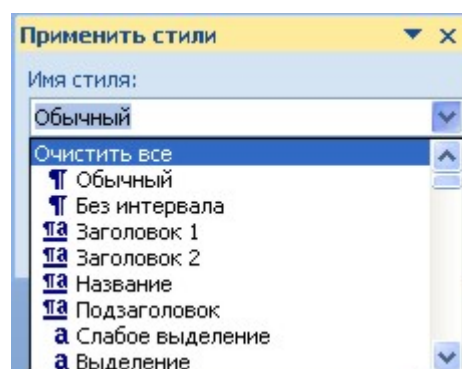 Применить стили
Имя стиля:
Обычный
Очистить все
¶ Обычный
¶ Без интервала
¶a Заголовок 1
¶a Заголовок 2
¶a Название
¶a Подзаголовок
a Слабое выделение
a Выделение